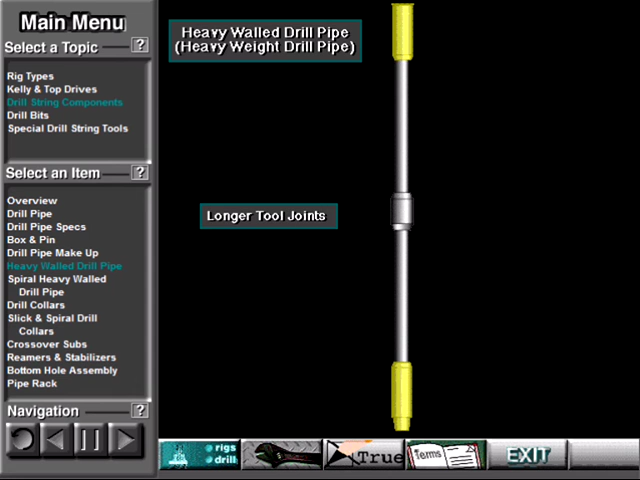 Main Menu
Select a Topic ?
Rig Types
Kelly & Top Drives
Drill String Components
Drill Bits
Special Drill String Tools
Select an Item ?
Overview
Drill Pipe
Drill Pipe Specs
Box & Pin
Drill Pipe Make Up
Heavy Walled Drill Pipe
Spiral Heavy Walled
Drill Pipe
Drill Collars
Slick & Spiral Drill
Collars
Crossover Subs
Reamers & Stabilizers
Bottom Hole Assembly
Pipe Rack
Navigation ?
Heavy Walled Drill Pipe
(Heavy Weight Drill Pipe)
Longer Tool Joints
rigs
drill
True
Terms
EXIT